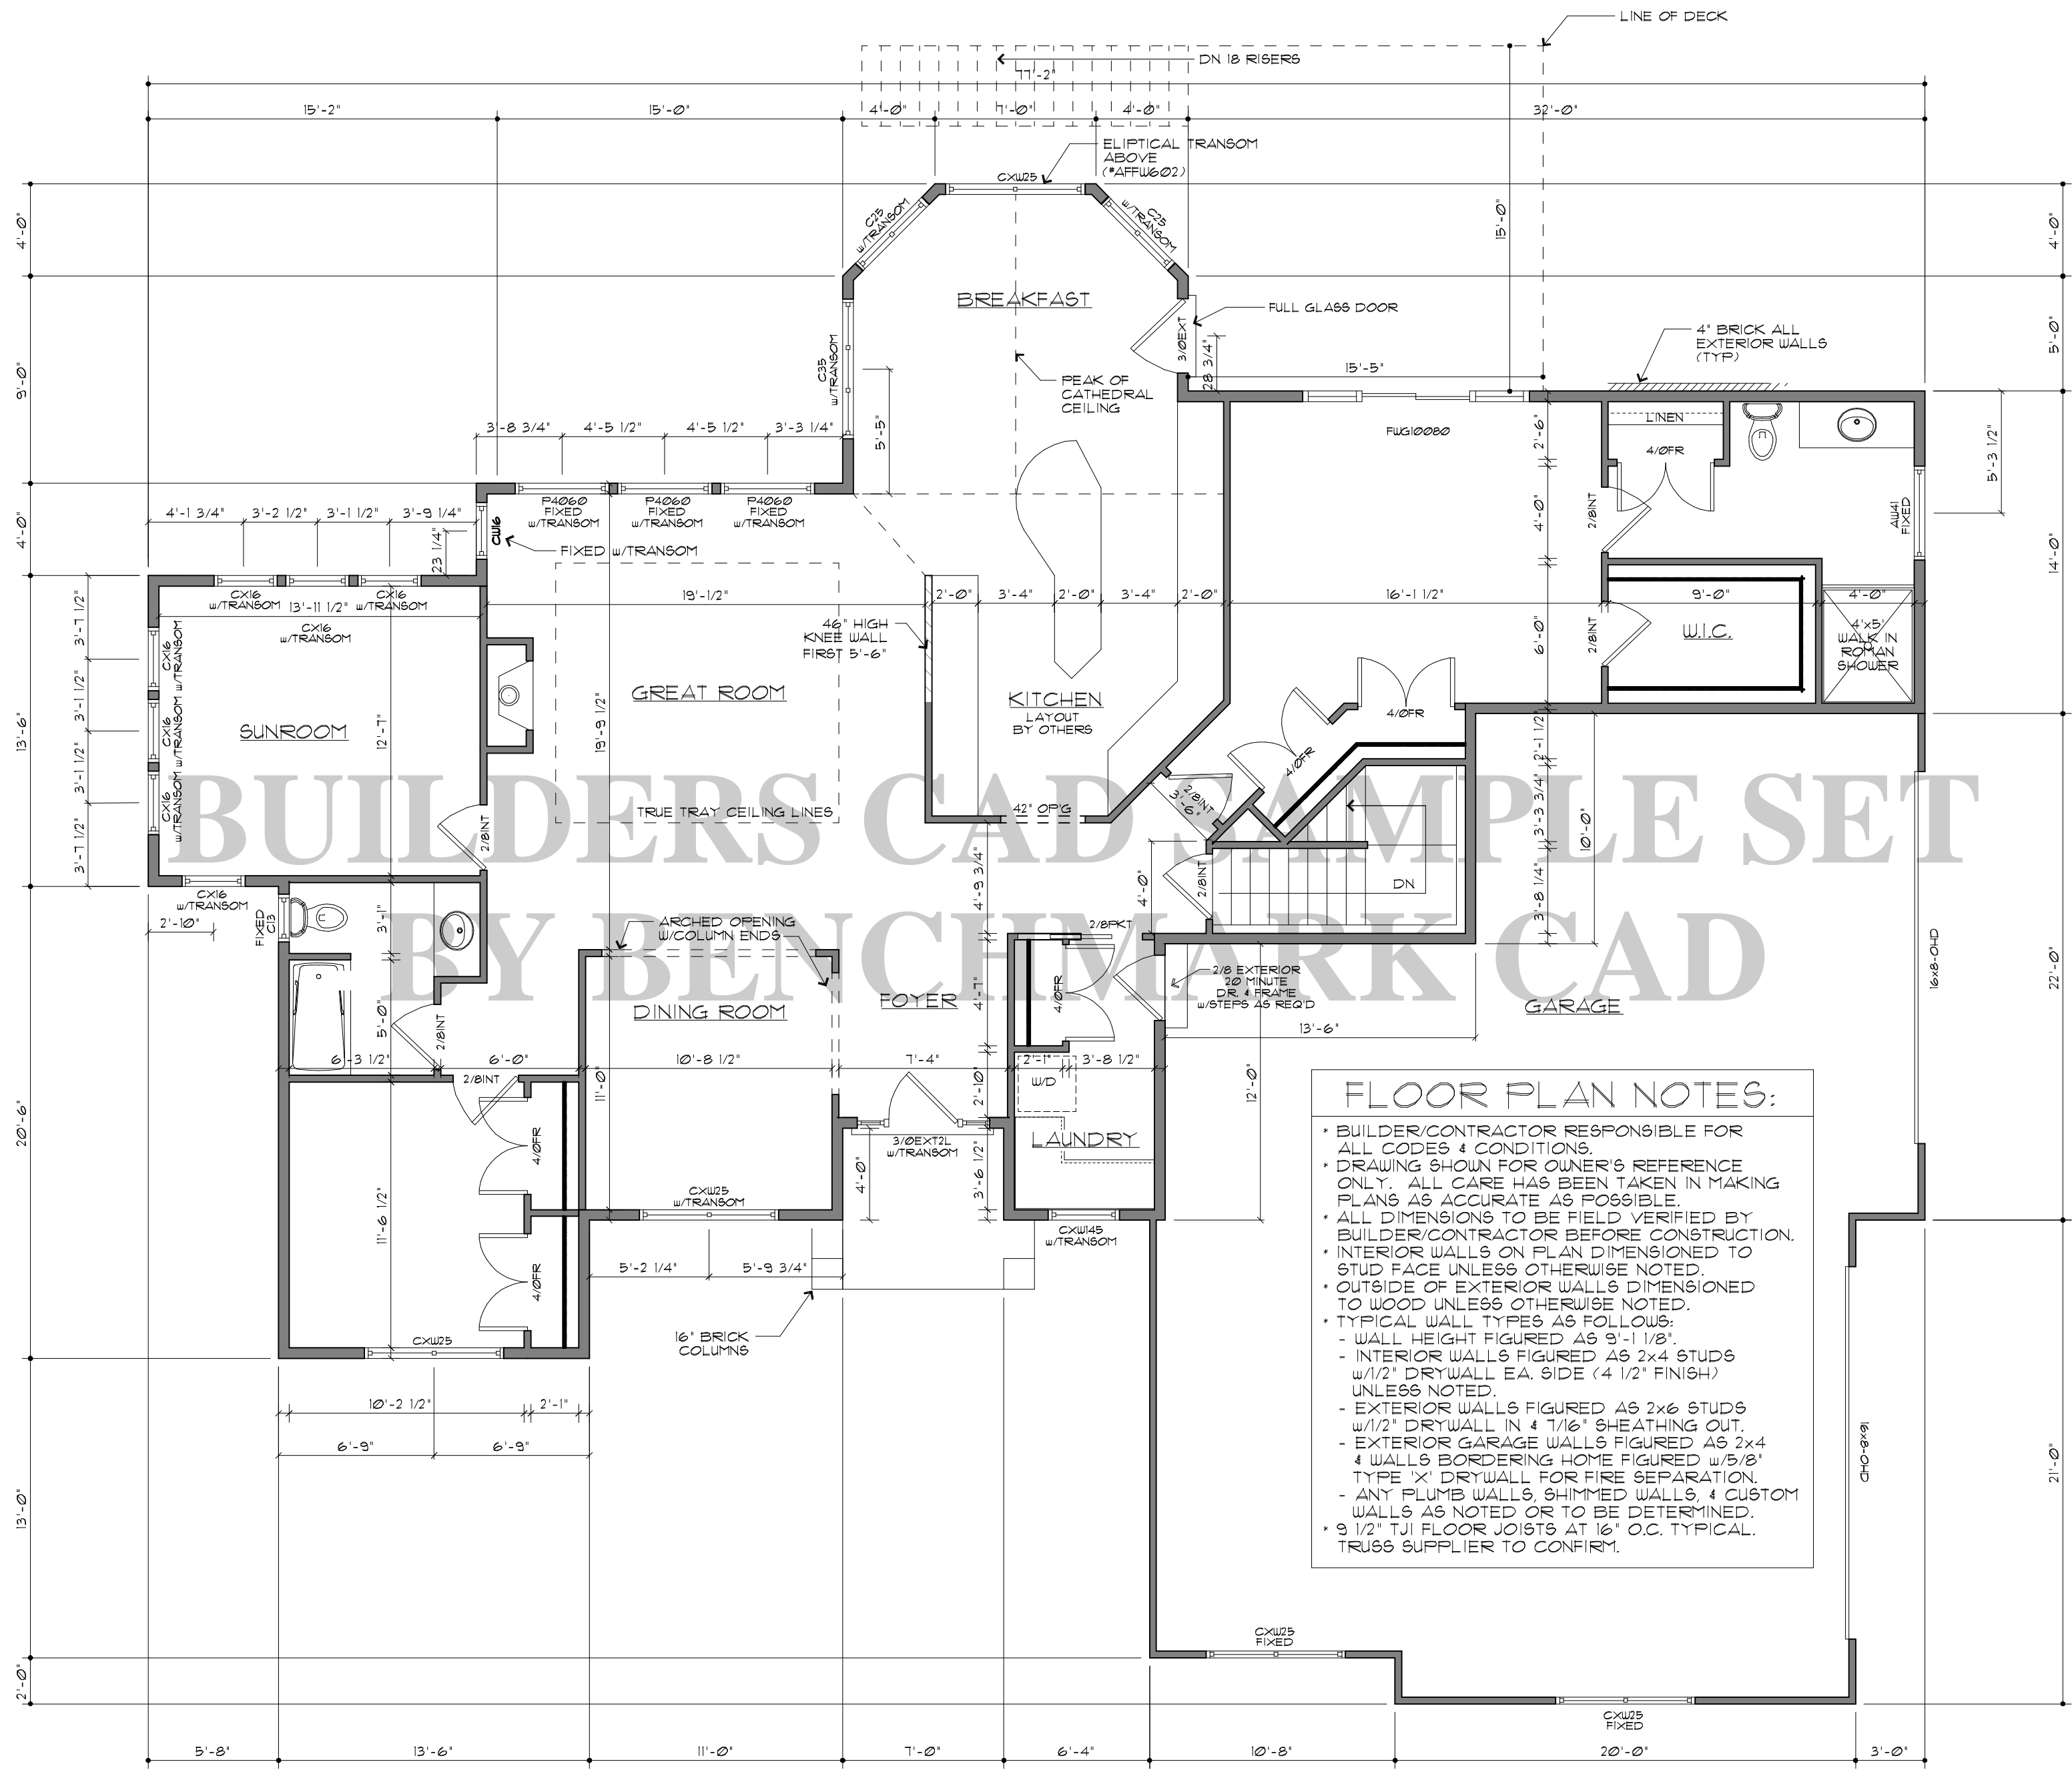 LINE OF DECK
DN 18 RISERS
77'-2"
15'-2"
15'-0"
4'-0"
7'-0"
4'-0"
32'-0"
ELIPTICAL TRANSOM
ABOVE
(#AFFW602)
CXW25
C25
w/TRANSOM
C25
w/TRANSOM
4'-0"
15'-0"
4'-0"
BREAKFAST
FULL GLASS DOOR
3/0EXT
28 3/4"
4" BRICK ALL
EXTERIOR WALLS
(TYP)
9'-0"
C35
w/TRANSOM
5'-0"
15'-5"
PEAK OF
CATHEDRAL
CEILING
5'-5"
3'-8 3/4"
4'-5 1/2"
4'-5 1/2"
3'-3 1/4"
FWG10080
2'-6"
LINEN
4/0FR
5'-3 1/2"
P4060
FIXED
w/TRANSOM
P4060
FIXED
w/TRANSOM
P4060
FIXED
w/TRANSOM
4'-1 3/4"
3'-2 1/2"
3'-1 1/2"
3'-9 1/4"
4'-0"
23 1/4"
CW16
FIXED w/TRANSOM
4'-0"
2/8INT
AW41
FIXED
14'-0"
CX16
w/TRANSOM
13'-11 1/2"
CX16
w/TRANSOM
CX16
w/TRANSOM
19'-1/2"
2'-0"
3'-4"
2'-0"
3'-4"
2'-0"
16'-1 1/2"
9'-0"
4'-0"
46" HIGH
KNEE WALL
FIRST 5'-6"
3'-7 1/2"
3'-1 1/2"
3'-1 1/2"
3'-7 1/2"
13'-6"
CX16
w/TRANSOM
CX16
w/TRANSOM
CX16
w/TRANSOM
6'-0"
2/8INT
W.I.C.
4'x5'
WALK IN
ROMAN
SHOWER
SUNROOM
12'-7"
GREAT ROOM
19'-9 1/2"
KITCHEN
LAYOUT
BY OTHERS
4/0FR
4/0FR
2'-1 1/2"
3'-3 3/4"
10'-0"
BUILDERS CAD SAMPLE SET
TRUE TRAY CEILING LINES
42" OP'G
2/8INT
3'-6"
2/8INT
4'-9 3/4"
4'-0"
2/8INT
DN
3'-8 1/4"
CX16
w/TRANSOM
2'-10"
FIXED
C13
3'-1"
BY BENCHMARK CAD
ARCHED OPENING
W/COLUMN ENDS
2/8PKT
2/8 EXTERIOR
20 MINUTE
DR. & FRAME
w/STEPS AS REQ'D
16x8-OHD
22'-0"
DINING ROOM
FOYER
4'-7"
4/0FR
GARAGE
13'-6"
5'-0"
2/8INT
6'-3 1/2"
6'-0"
10'-8 1/2"
7'-4"
2'-1"
3'-8 1/2"
2/8INT
11'-0"
2'-10"
W/D
12'-0"
20'-6"
4/0FR
3/0EXT2L
w/TRANSOM
LAUNDRY
4'-0"
3'-6 1/2"
11'-6 1/2"
CXW25
w/TRANSOM
CXW145
w/TRANSOM
4/0FR
5'-2 1/4"
5'-9 3/4"
CXW25
16" BRICK
COLUMNS
10'-2 1/2"
2'-1"
6'-9"
6'-9"
FLOOR PLAN NOTES:
* BUILDER/CONTRACTOR RESPONSIBLE FOR
ALL CODES & CONDITIONS.
* DRAWING SHOWN FOR OWNER'S REFERENCE
ONLY. ALL CARE HAS BEEN TAKEN IN MAKING
PLANS AS ACCURATE AS POSSIBLE.
* ALL DIMENSIONS TO BE FIELD VERIFIED BY
BUILDER/CONTRACTOR BEFORE CONSTRUCTION.
* INTERIOR WALLS ON PLAN DIMENSIONED TO
STUD FACE UNLESS OTHERWISE NOTED.
* OUTSIDE OF EXTERIOR WALLS DIMENSIONED
TO WOOD UNLESS OTHERWISE NOTED.
* TYPICAL WALL TYPES AS FOLLOWS:
- WALL HEIGHT FIGURED AS 9'-1 1/8".
- INTERIOR WALLS FIGURED AS 2x4 STUDS
w/1/2" DRYWALL EA. SIDE (4 1/2" FINISH)
UNLESS NOTED.
- EXTERIOR WALLS FIGURED AS 2x6 STUDS
w/1/2" DRYWALL IN & 7/16" SHEATHING OUT.
- EXTERIOR GARAGE WALLS FIGURED AS 2x4
& WALLS BORDERING HOME FIGURED w/5/8"
TYPE 'X' DRYWALL FOR FIRE SEPARATION.
- ANY PLUMB WALLS, SHIMMED WALLS, & CUSTOM
WALLS AS NOTED OR TO BE DETERMINED.
* 9 1/2" TJI FLOOR JOISTS AT 16" O.C. TYPICAL.
TRUSS SUPPLIER TO CONFIRM.
16x8-OHD
21'-0"
13'-0"
2'-0"
CXW25
FIXED
CXW25
FIXED
5'-8"
13'-6"
11'-0"
7'-0"
6'-4"
10'-8"
20'-0"
3'-0"